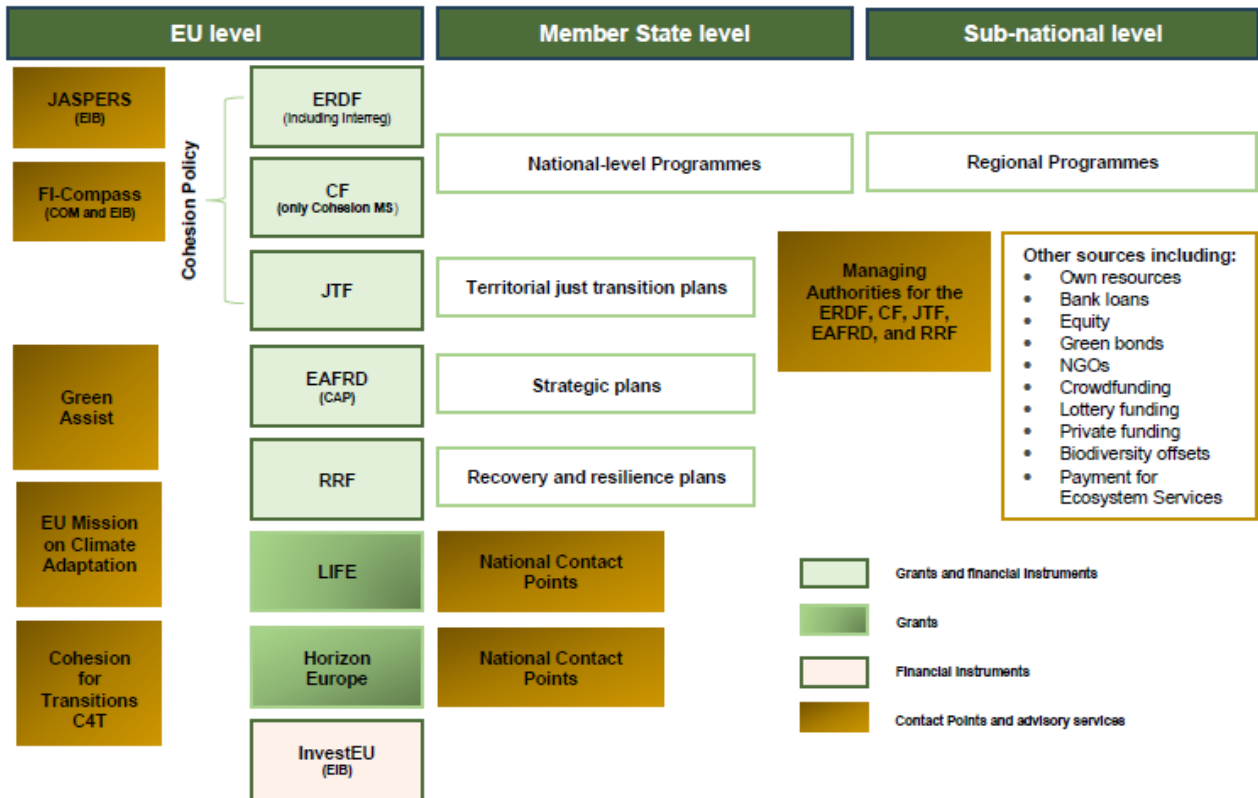 EU level
Member State level
Sub-national level
JASPERS
(EIB)
FI-Compass
(COM and EIB)
Cohesion Policy
ERDF
(Including Interreg)
CF
(only Cohesion MS)
JTF
EAFRD
(CAP)
RRF
LIFE
Horizon
Europe
InvestEU
(EIB)
Green
Assist
EU Mission
on Climate
Adaptation
Cohesion
for
Transitions
C4T
National-level Programmes
Territorial just transition plans
Strategic plans
Recovery and resilience plans
National Contact
Points
National Contact
Points
Regional Programmes
Managing
Authorities for the
ERDF, CF, JTF,
EAFRD, and RRF
Other sources including:
• Own resources
• Bank loans
• Equity
• Green bonds
• NGOs
• Crowdfunding
• Lottery funding
• Private funding
• Biodiversity offsets
• Payment for
Ecosystem Services
Grants and financial instruments
Grants
Financial Instruments
Contact Points and advisory services